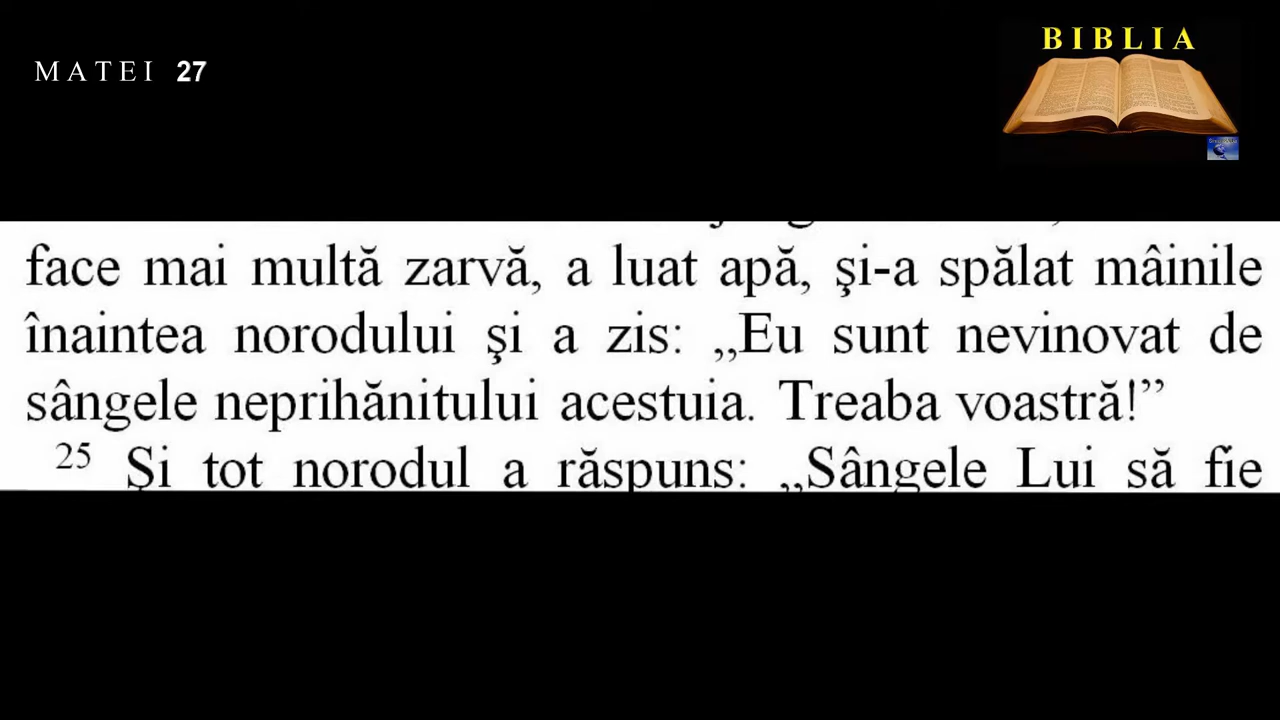 BIBLIA
MATEI 27
face mai multă zarvă, a luat apă, şi-a spălat mâinile
înaintea norodului şi a zis: „Eu sunt nevinovat de
sângele neprihănitului acestuia. Treaba voastră!”
25 Şi tot norodul a răspuns: „Sângele Lui să fie